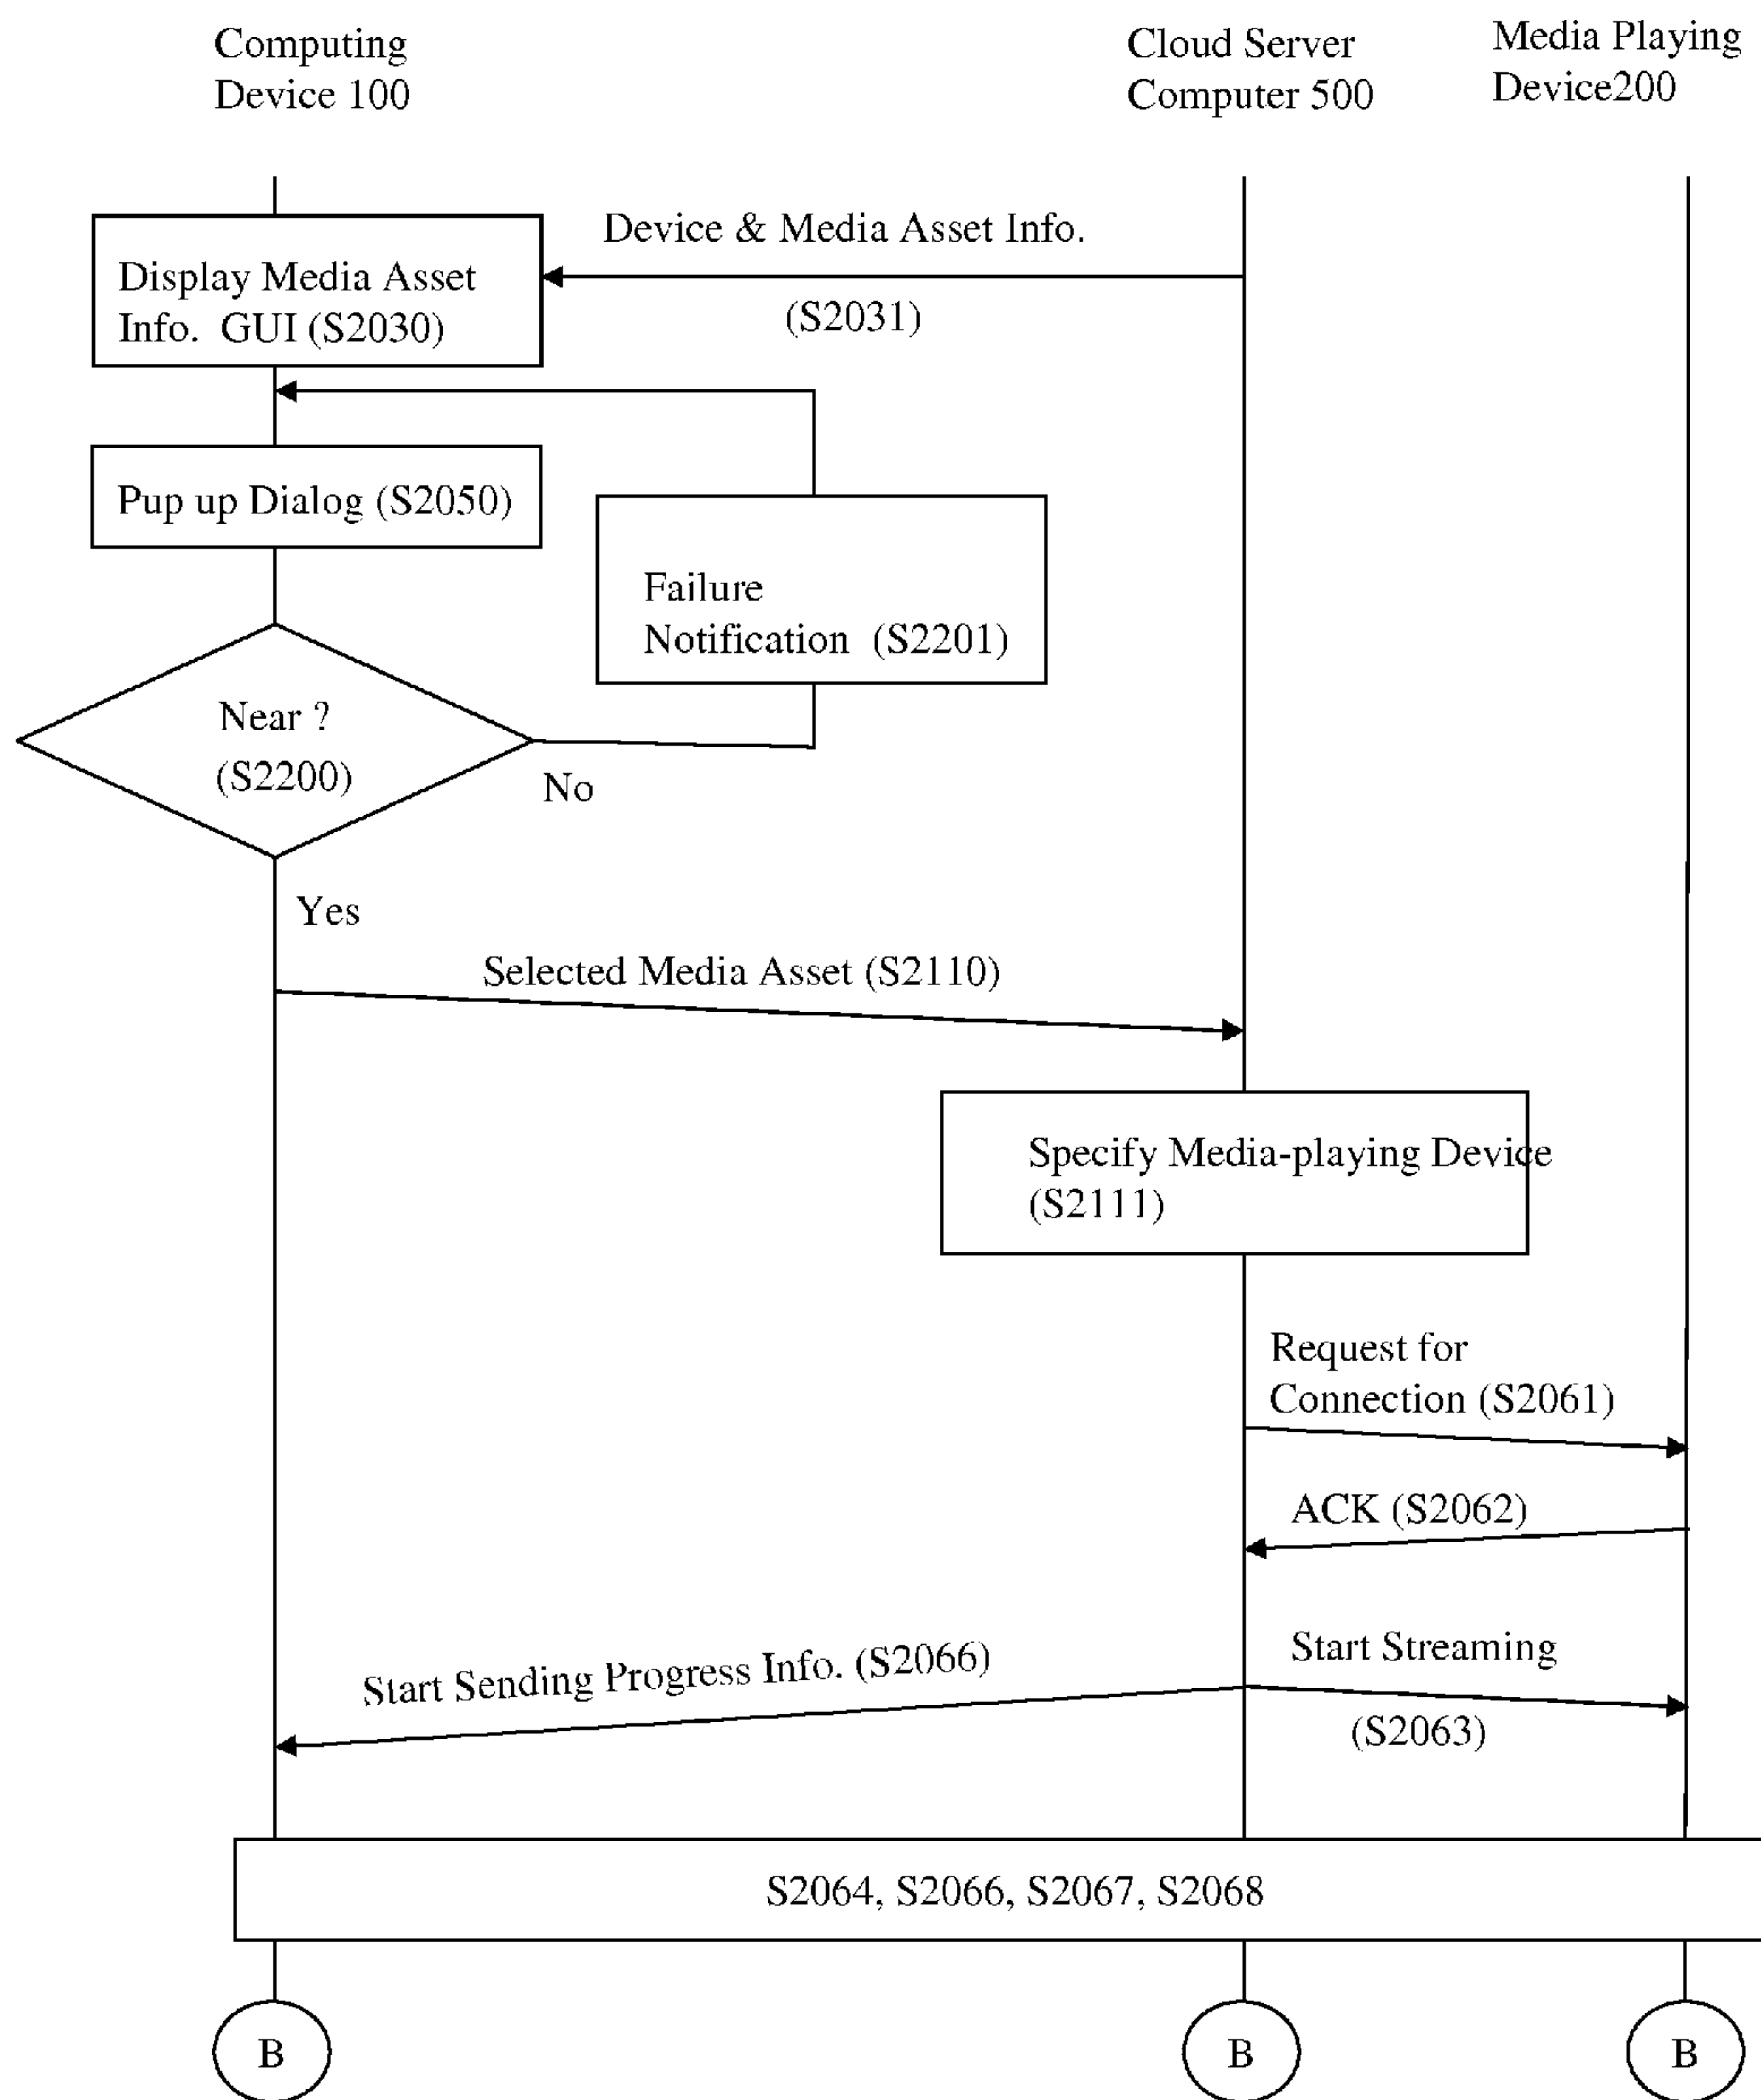 Computing
Device 100
Cloud Server
Computer 500
Media Playing
Device200
Device & Media Asset Info.
(S2031)
Display Media Asset
Info. GUI (S2030)
Pup up Dialog (S2050)
Failure
Notification (S2201)
Near ?
(S2200)
No
Yes
Selected Media Asset (S2110)
Specify Media-playing Device
(S2111)
Request for
Connection (S2061)
ACK (S2062)
Start Sending Progress Info. (S2066)
Start Streaming
(S2063)
S2064, S2066, S2067, S2068
B
B
B